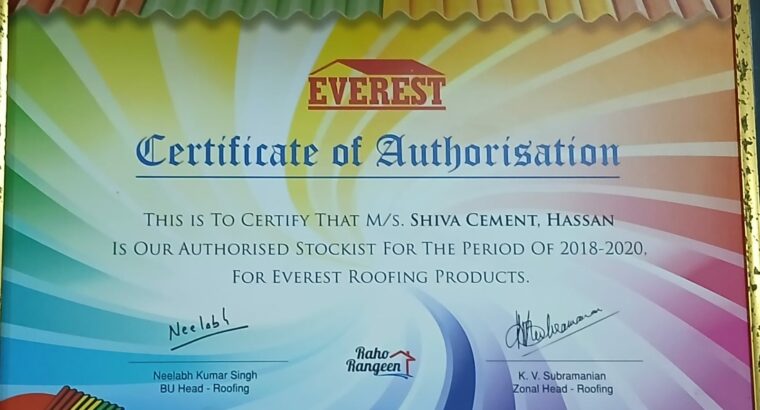 EVEREST
Certificate of Authorisation
THIS IS TO CERTIFY THAT M/S. SHIVA CEMENT, HASSAN
IS OUR AUTHORISED STOCKIST FOR THE PERIOD OF 2018-2020,
FOR EVEREST ROOFING PRODUCTS.
Neelabh
Neelabh Kumar Singh
BU Head - Roofing
Raho
Rangeen
K. V. Subramanian
Zonal Head - Roofing